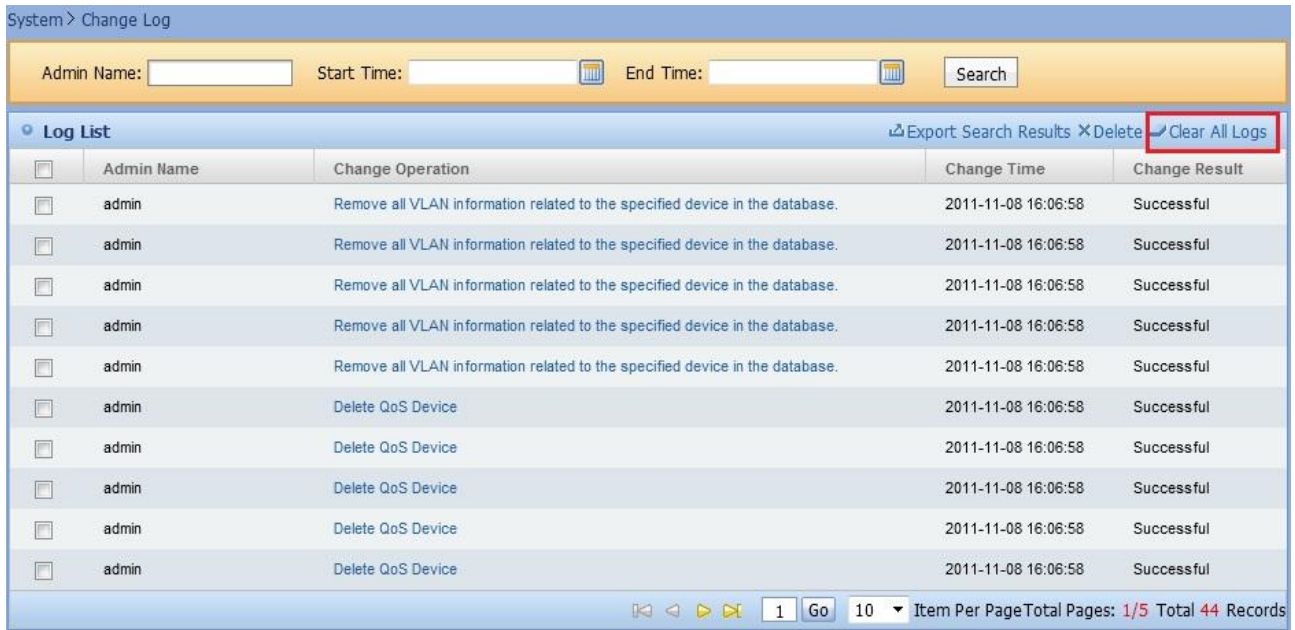 System > Change Log
Admin Name: Start Time: End Time: Search
Log List Export Search Results Delete Clear All Logs
Admin Name Change Operation Change Time Change Result
admin Remove all VLAN information related to the specified device in the database. 2011-11-08 16:06:58 Successful
admin Remove all VLAN information related to the specified device in the database. 2011-11-08 16:06:58 Successful
admin Remove all VLAN information related to the specified device in the database. 2011-11-08 16:06:58 Successful
admin Remove all VLAN information related to the specified device in the database. 2011-11-08 16:06:58 Successful
admin Remove all VLAN information related to the specified device in the database. 2011-11-08 16:06:58 Successful
admin Delete QoS Device 2011-11-08 16:06:58 Successful
admin Delete QoS Device 2011-11-08 16:06:58 Successful
admin Delete QoS Device 2011-11-08 16:06:58 Successful
admin Delete QoS Device 2011-11-08 16:06:58 Successful
admin Delete QoS Device 2011-11-08 16:06:58 Successful
1 Go 10 Item Per PageTotal Pages: 1/5 Total 44 Records